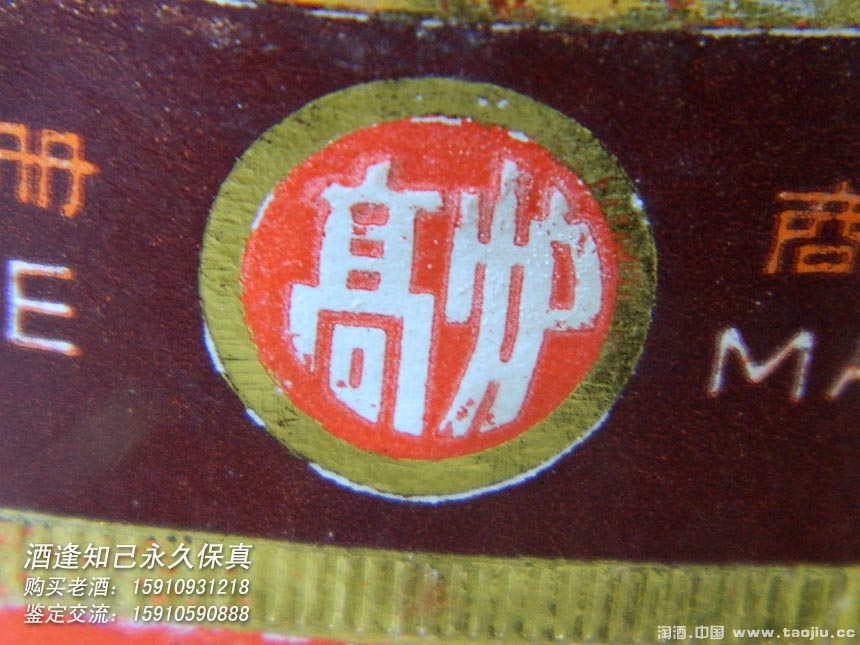 册
商
高炉
E
MA
酒逢知己永久保真
购买老酒：15910931218
鉴定交流：15910590888
淘酒.中国 www.taojiu.cc